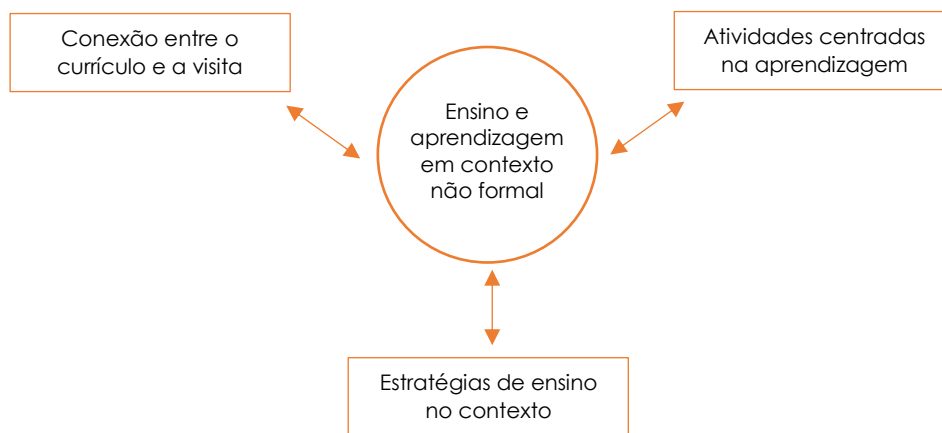 Conexão entre o
currículo e a visita
Atividades centradas
na aprendizagem
Ensino e
aprendizagem
em contexto
não formal
Estratégias de ensino
no contexto